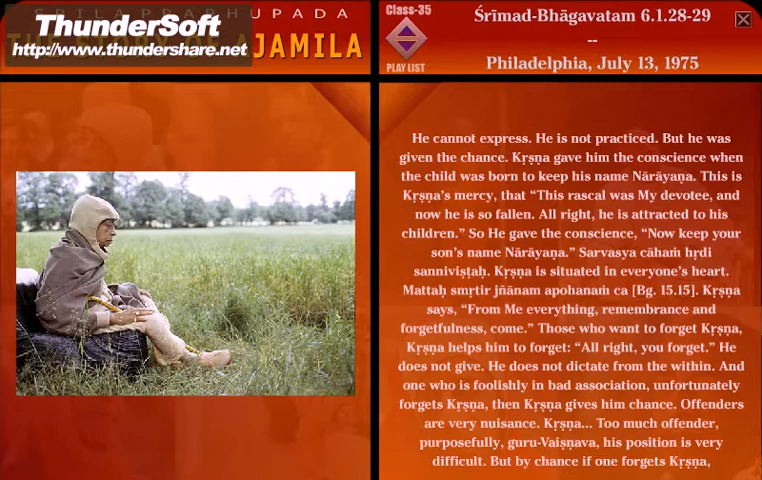 SRILA PRABHUPADA
ThunderSoft
http://www.thundershare.net
THE STORY OF AJAMILA
Class-35
PLAY LIST
Śrīmad-Bhāgavatam 6.1.28-29
--
Philadelphia, July 13, 1975
He cannot express. He is not practiced. But he was
given the chance. Kṛṣṇa gave him the conscience when
the child was born to keep his name Nārāyaṇa. This is
Kṛṣṇa's mercy, that “This rascal was My devotee, and
now he is so fallen. All right, he is attracted to his
children.” So He gave the conscience, “Now keep your
son's name Nārāyaṇa.” Sarvasya cāhaṁ hṛdi
sanniviṣṭaḥ. Kṛṣṇa is situated in everyone's heart.
Mattaḥ smṛtir jñānam apohanaṁ ca [Bg. 15.15]. Kṛṣṇa
says, “From Me everything, remembrance and
forgetfulness, come.” Those who want to forget Kṛṣṇa,
Kṛṣṇa helps him to forget: “All right, you forget.” He
does not give. He does not dictate from the within. And
one who is foolishly in bad association, unfortunately
forgets Kṛṣṇa, then Kṛṣṇa gives him chance. Offenders
are very nuisance. Kṛṣṇa... Too much offender,
purposefully, guru-Vaiṣṇava, his position is very
difficult. But by chance if one forgets Kṛṣṇa,